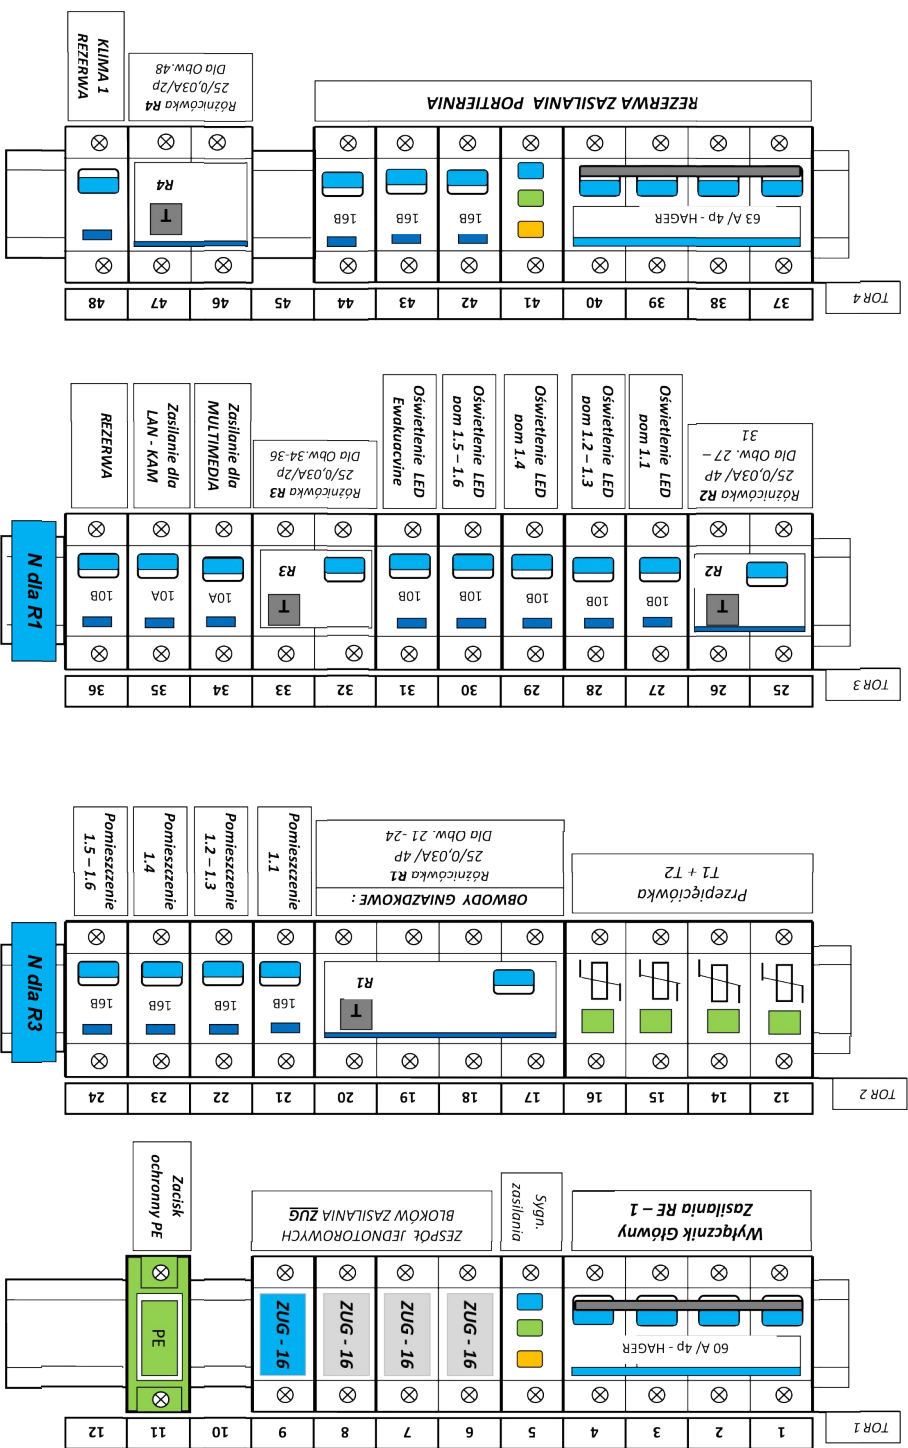 TOR 1
1 2 3 4 5 6 7 8 9 10 11 12
60 A/ 4p - HAGER
ZUG - 16
ZUG - 16
ZUG - 16
ZUG - 16
PE
Wyłącznik Główny
Zasilania RE – 1
Sygn.
zasilania
ZESPÓŁ JEDNOTOROWYCH
BLOKÓW ZASILANIA ZUG
Zacisk
ochronny PE
TOR 2
12 14 15 16 17 18 19 20 21 22 23 24
R1
T
16B
16B
16B
16B
N dla R3
Przepięciówka
T1 + T2
OBWODY GNIAZDKOWE :
Różnicówka R1
25/0,03A/ 4P
Dla Obw. 21 -24
Pomieszczenie
1.1
Pomieszczenie
1.2 – 1.3
Pomieszczenie
1.4
Pomieszczenie
1.5 – 1.6
TOR 3
25 26 27 28 29 30 31 32 33 34 35 36
R2
T
10B
10B
10B
10B
10B
R3
T
10A
10A
10B
N dla R1
Różnicówka R2
25/0,03A/ 4P
Dla Obw. 27 –
31
Oświetlenie LED
pom 1.1
Oświetlenie LED
pom 1.2 – 1.3
Oświetlenie LED
pom 1.4
Oświetlenie LED
pom 1.5 – 1.6
Oświetlenie LED
Ewakuacyjne
Różnicówka R3
25/0,03A/2p
Dla Obw.34-36
Zasilanie dla
MULTIMEDIA
Zasilanie dla
LAN - KAM
REZERWA
TOR 4
37 38 39 40 41 42 43 44 45 46 47 48
63 A/ 4p - HAGER
16B
16B
16B
R4
T
REZERWA ZASILANIA PORTIERNIA
Różnicówka R4
25/0,03A/2p
Dla Obw.48
KLIMA 1
REZERWA